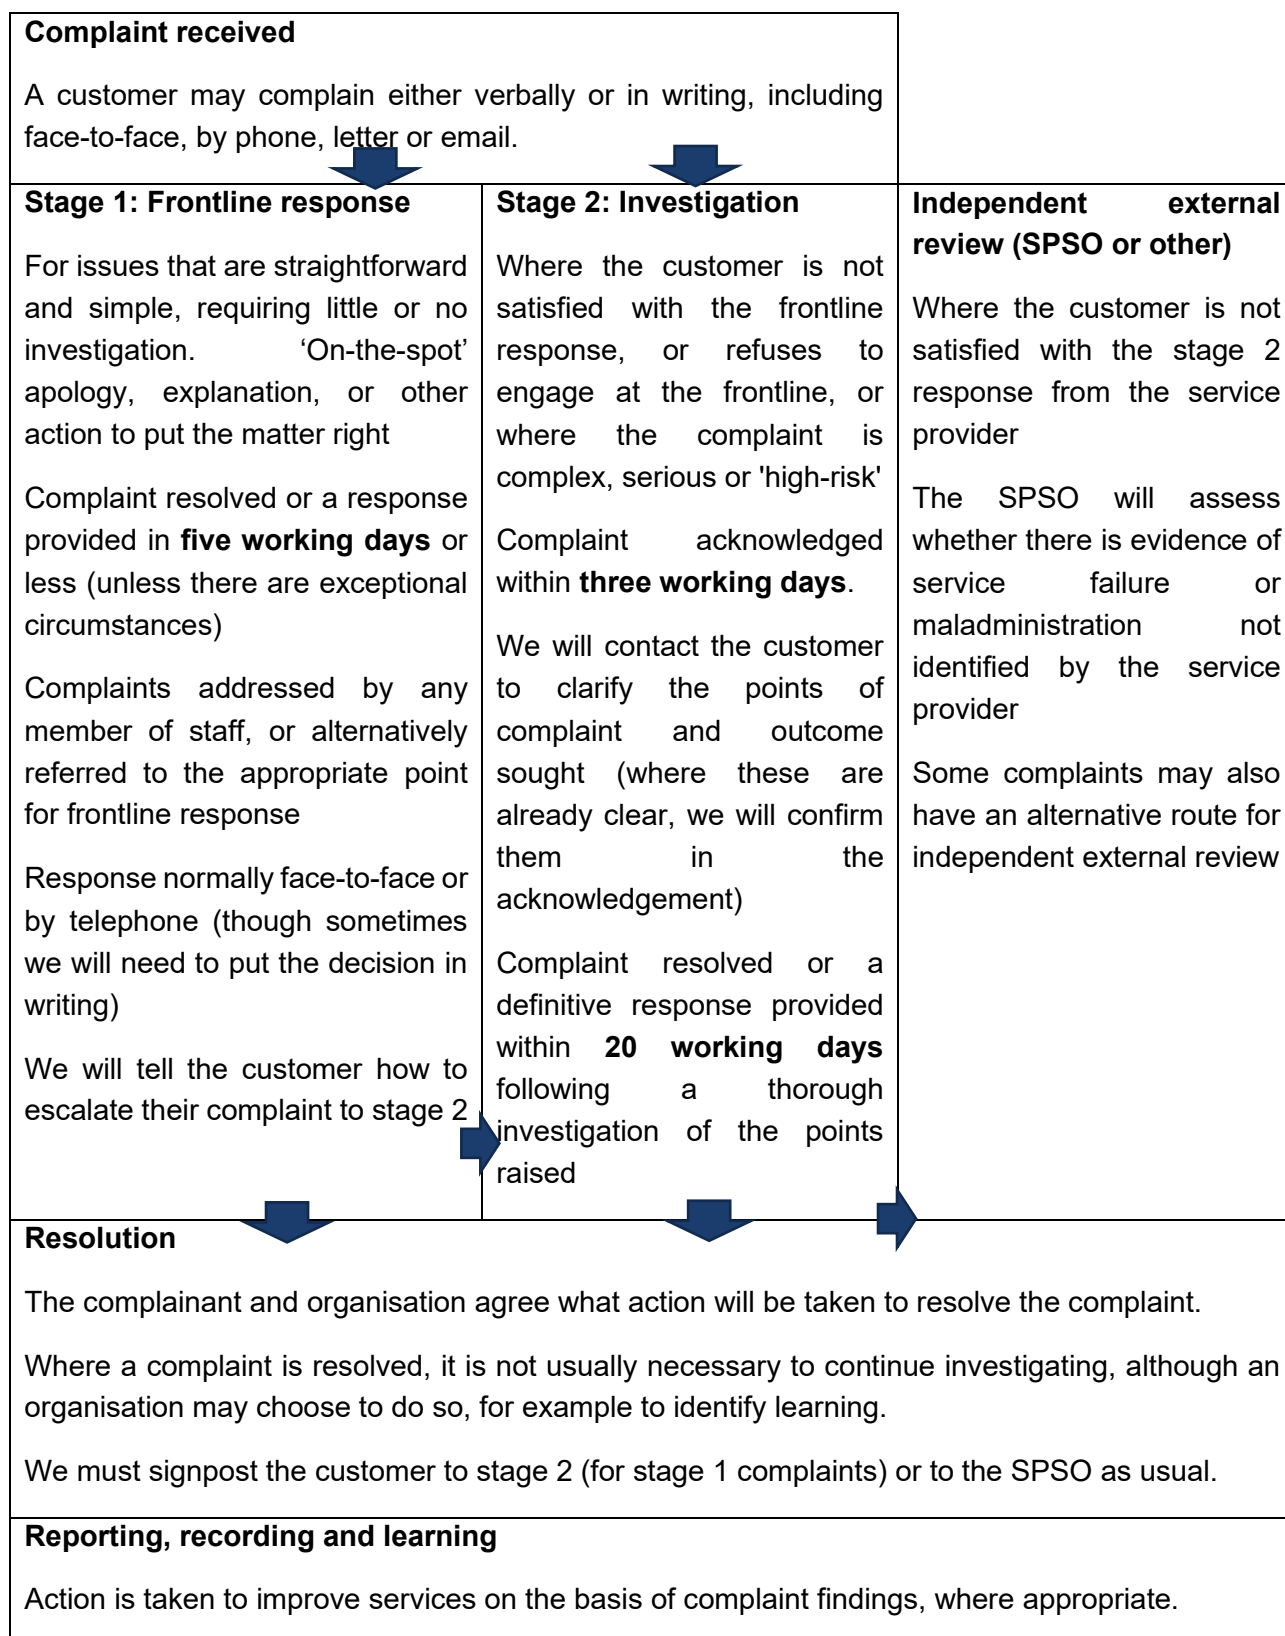 Complaint received
A customer may complain either verbally or in writing, including
face-to-face, by phone, letter or email.
Stage 1: Frontline response
For issues that are straightforward
and simple, requiring little or no
investigation. ‘On-the-spot’
apology, explanation, or other
action to put the matter right
Complaint resolved or a response
provided in five working days or
less (unless there are exceptional
circumstances)
Complaints addressed by any
member of staff, or alternatively
referred to the appropriate point
for frontline response
Response normally face-to-face or
by telephone (though sometimes
we will need to put the decision in
writing)
We will tell the customer how to
escalate their complaint to stage 2
Stage 2: Investigation
Where the customer is not
satisfied with the frontline
response, or refuses to
engage at the frontline, or
where the complaint is
complex, serious or 'high-risk'
Complaint acknowledged
within three working days.
We will contact the customer
to clarify the points of
complaint and outcome
sought (where these are
already clear, we will confirm
them in the
acknowledgement)
Complaint resolved or a
definitive response provided
within 20 working days
following a thorough
investigation of the points
raised
Independent external
review (SPSO or other)
Where the customer is not
satisfied with the stage 2
response from the service
provider
The SPSO will assess
whether there is evidence of
service failure or
maladministration not
identified by the service
provider
Some complaints may also
have an alternative route for
independent external review
Resolution
The complainant and organisation agree what action will be taken to resolve the complaint.
Where a complaint is resolved, it is not usually necessary to continue investigating, although an
organisation may choose to do so, for example to identify learning.
We must signpost the customer to stage 2 (for stage 1 complaints) or to the SPSO as usual.
Reporting, recording and learning
Action is taken to improve services on the basis of complaint findings, where appropriate.